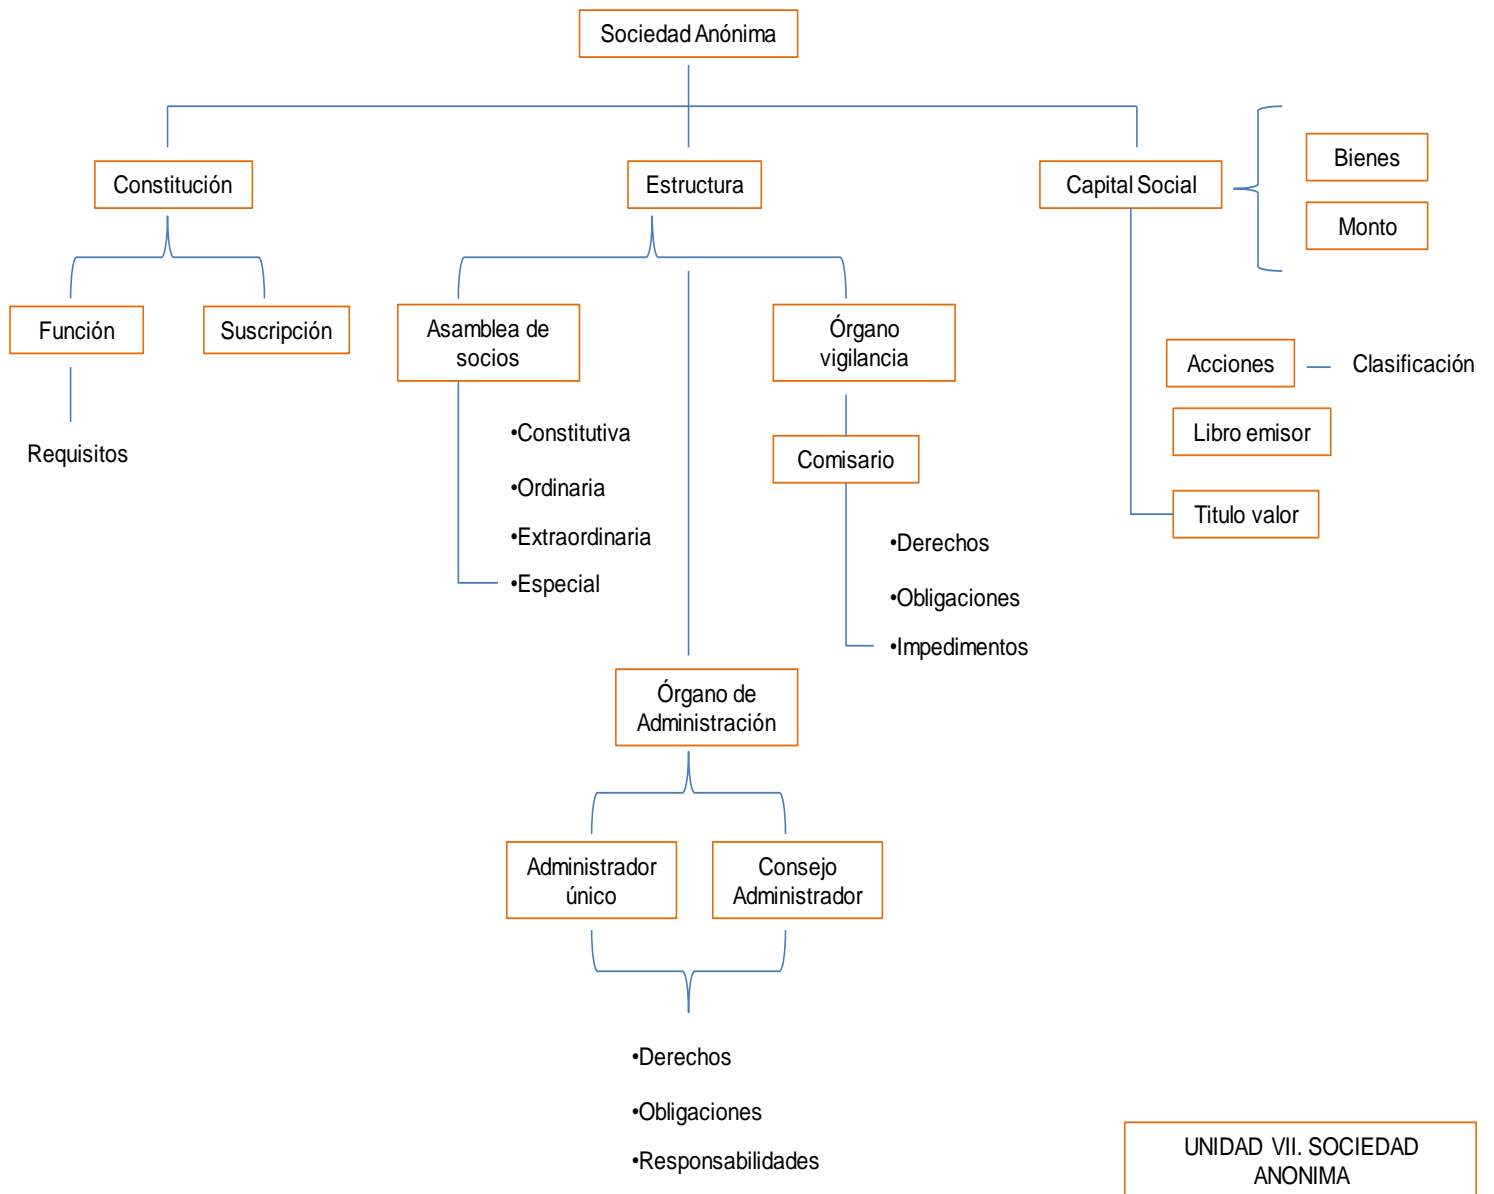 Sociedad Anónima
Constitución
Estructura
Capital Social
Bienes
Monto
Función
Suscripción
Asamblea de
socios
Órgano
vigilancia
Acciones
Clasificación
Libro emisor
Titulo valor
Requisitos
•Constitutiva
•Ordinaria
•Extraordinaria
•Especial
Comisario
•Derechos
•Obligaciones
•Impedimentos
Órgano de
Administración
Administrador
único
Consejo
Administrador
•Derechos
•Obligaciones
•Responsabilidades
UNIDAD VII. SOCIEDAD
ANONIMA